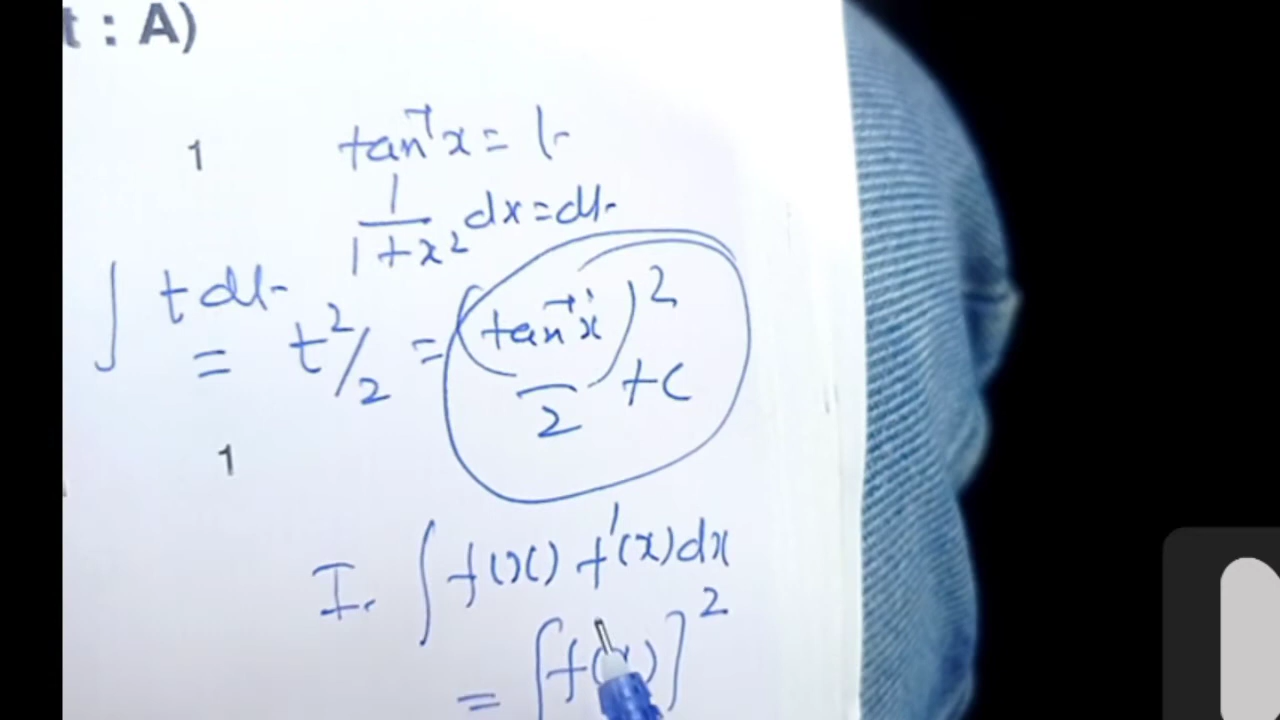 t : A)
1 tan⁻¹x = t
1/(1+x²) dx = dt
∫ t dt
= t²/2 = (tan⁻¹x)²/2 + c
1
I. ∫ f(x) f'(x) dx
= [f(x)]²